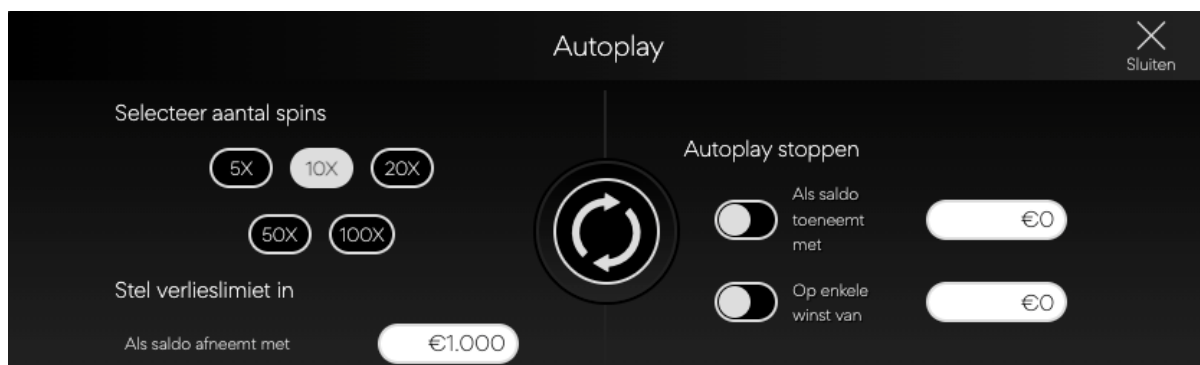 Autoplay
Sluiten
Selecteer aantal spins
5X 10X 20X
50X 100X
Stel verlieslimiet in
Als saldo afneemt met €1.000
Autoplay stoppen
Als saldo
toeneemt
met
€0
Op enkele
winst van
€0